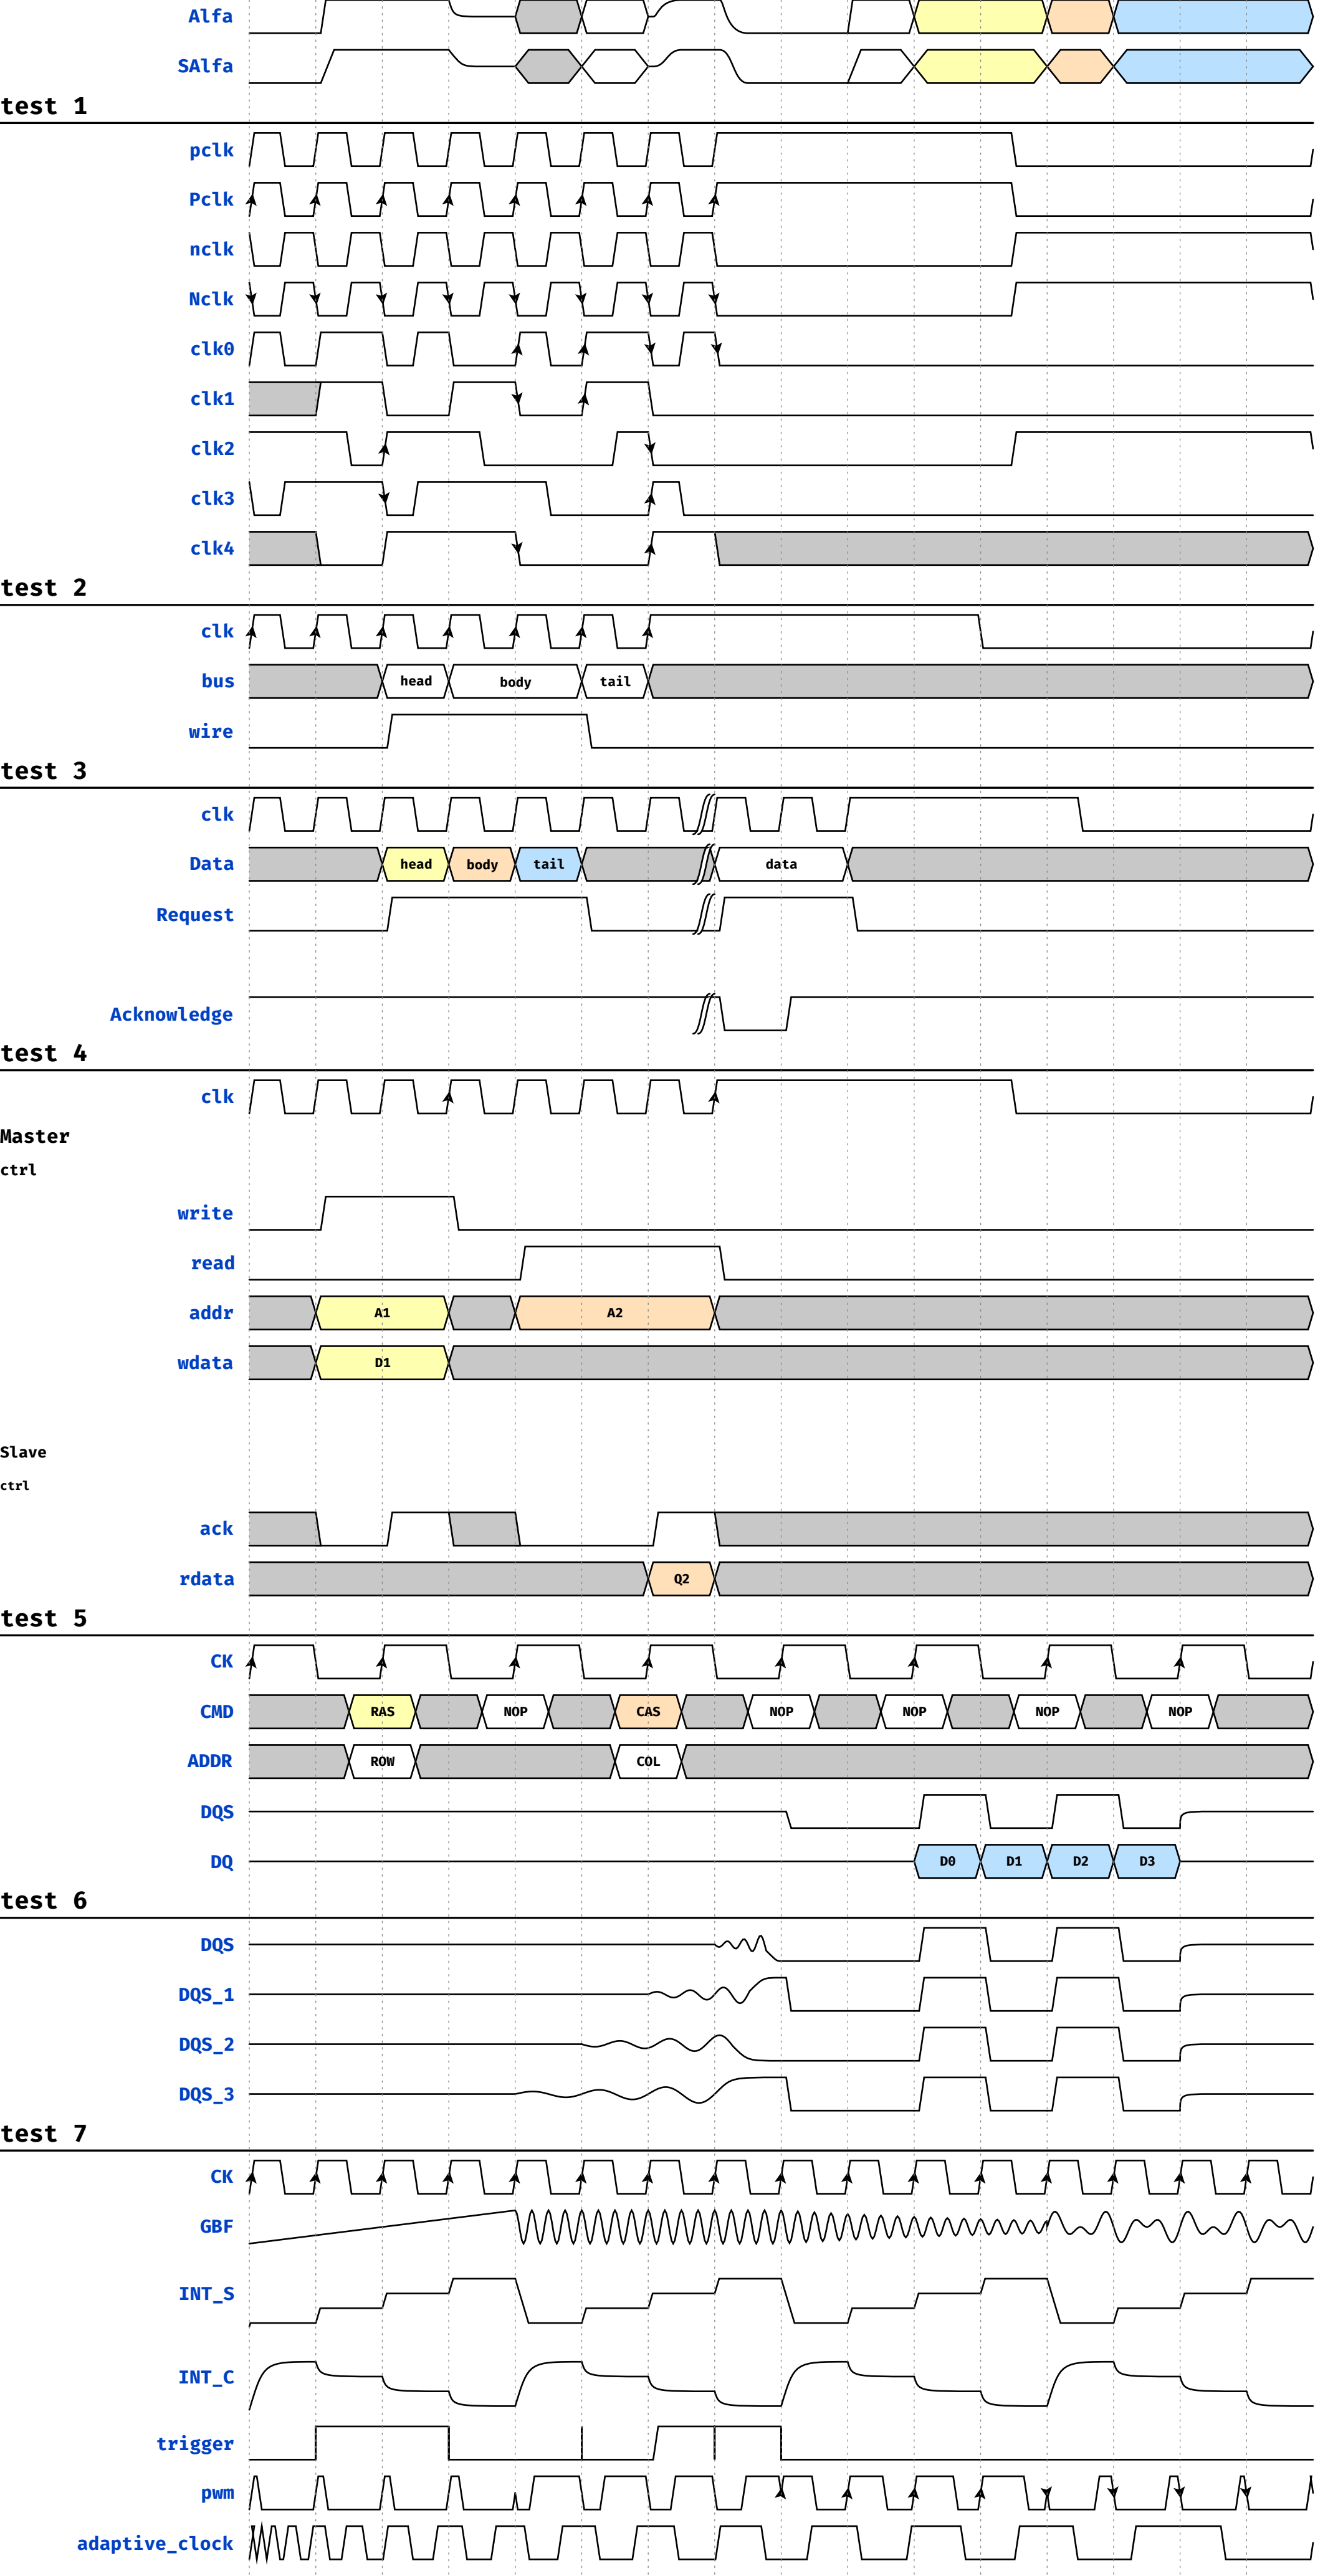 Alfa
SAlfa
test 1
pclk
Pclk
nclk
Nclk
clk0
clk1
clk2
clk3
clk4
test 2
clk
bus head body tail
wire
test 3
clk
Data head body tail data
Request
Acknowledge
test 4
clk
Master
ctrl
write
read
addr A1 A2
wdata D1
Slave
ctrl
ack
rdata Q2
test 5
CK
CMD RAS NOP CAS NOP NOP NOP NOP
ADDR ROW COL
DQS
DQ D0 D1 D2 D3
test 6
DQS
DQS_1
DQS_2
DQS_3
test 7
CK
GBF
INT_S
INT_C
trigger
pwm
adaptive_clock